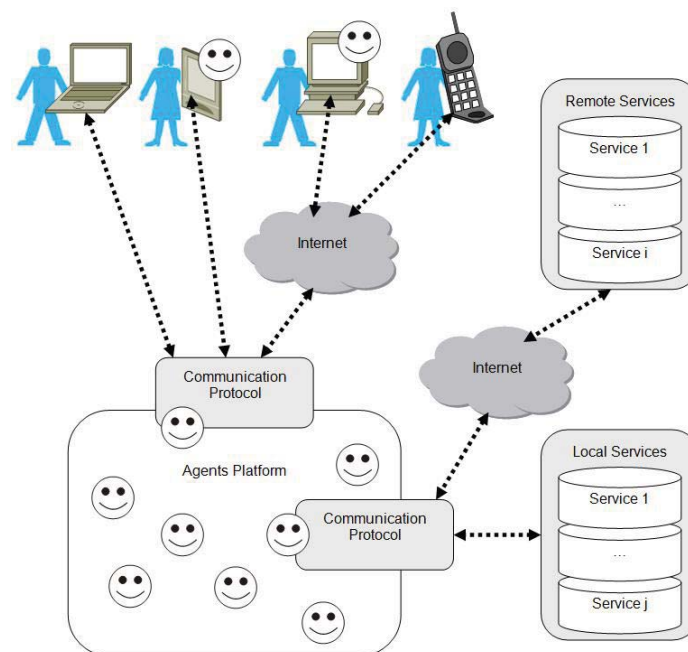 Remote Services
Service 1
...
Service i
Internet
Internet
Communication
Protocol
Agents Platform
Communication
Protocol
Local Services
Service 1
...
Service j